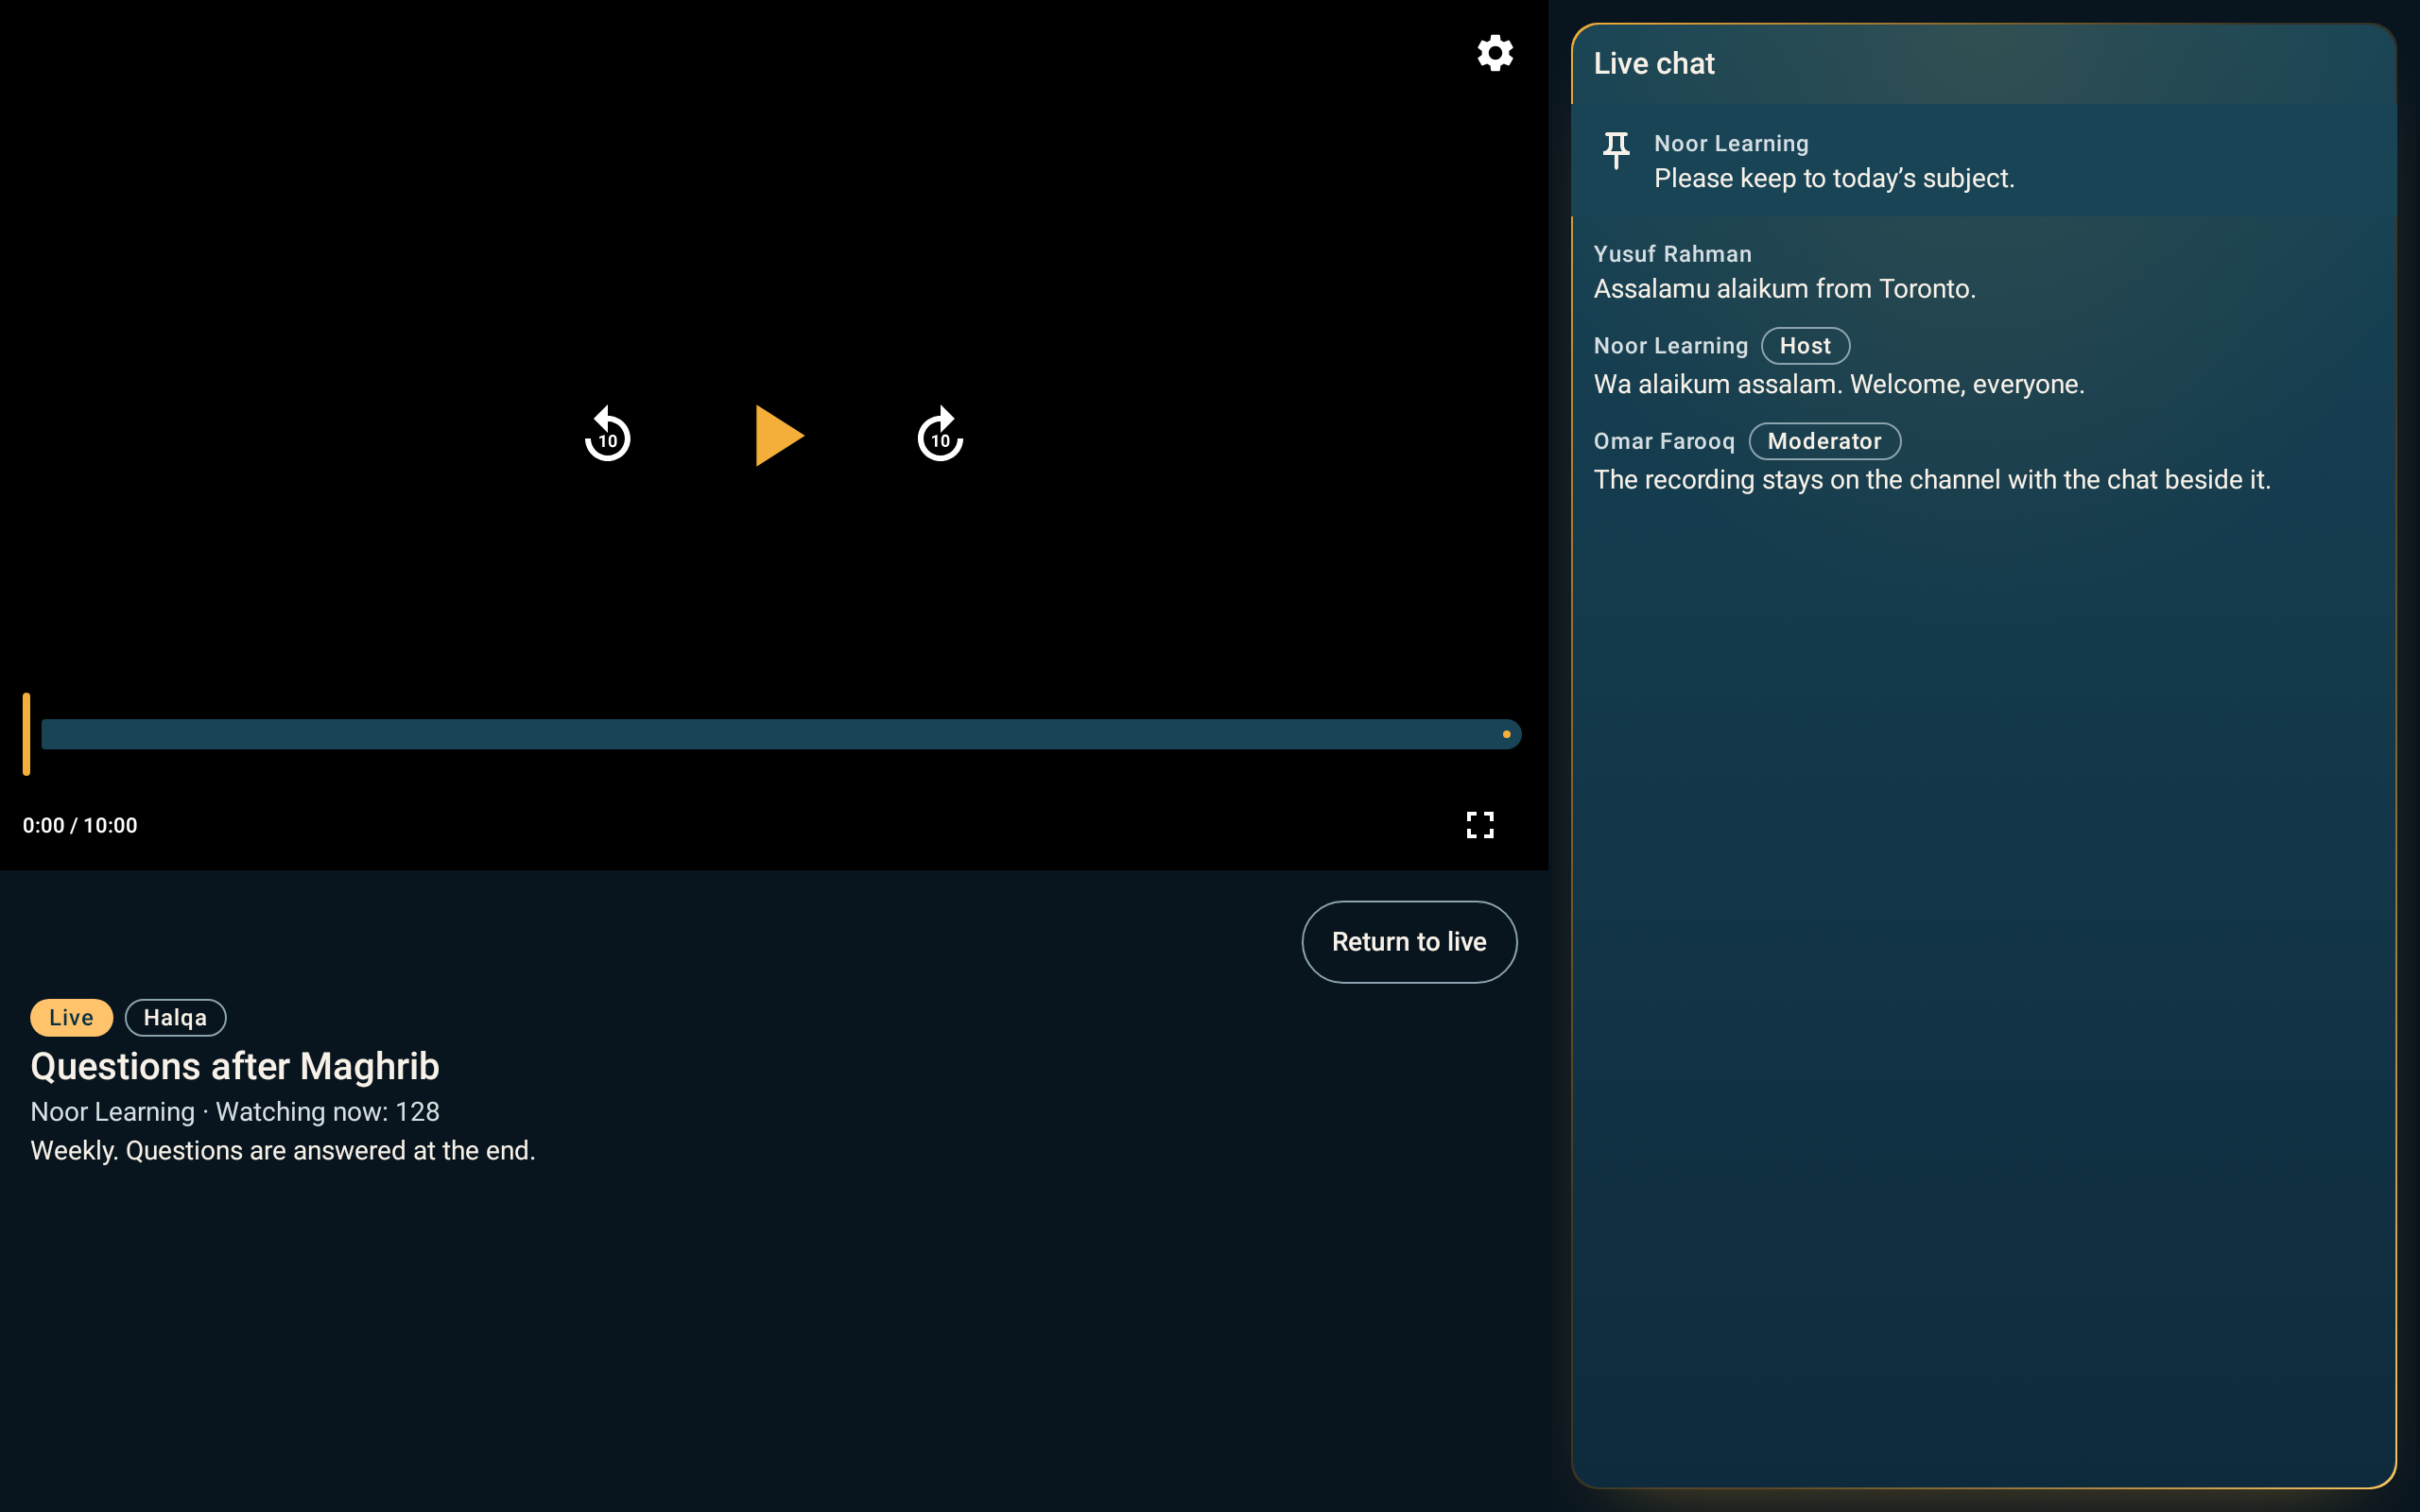 10
10
0:00 / 10:00
Return to live
Live
Halqa
Questions after Maghrib
Noor Learning · Watching now: 128
Weekly. Questions are answered at the end.
Live chat
Noor Learning
Please keep to today’s subject.
Yusuf Rahman
Assalamu alaikum from Toronto.
Noor Learning Host
Wa alaikum assalam. Welcome, everyone.
Omar Farooq Moderator
The recording stays on the channel with the chat beside it.